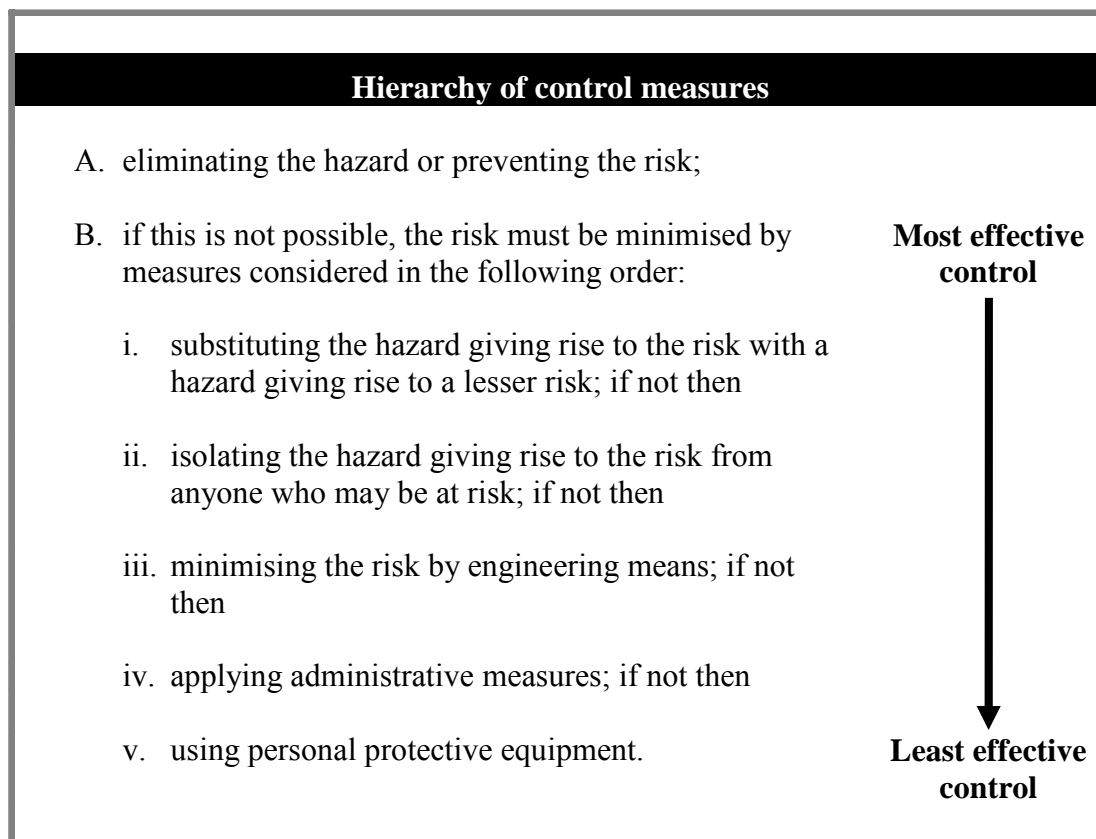 Hierarchy of control measures
A. eliminating the hazard or preventing the risk;
B. if this is not possible, the risk must be minimised by
measures considered in the following order:
Most effective
control
i. substituting the hazard giving rise to the risk with a
hazard giving rise to a lesser risk; if not then
ii. isolating the hazard giving rise to the risk from
anyone who may be at risk; if not then
iii. minimising the risk by engineering means; if not
then
iv. applying administrative measures; if not then
v. using personal protective equipment.
Least effective
control